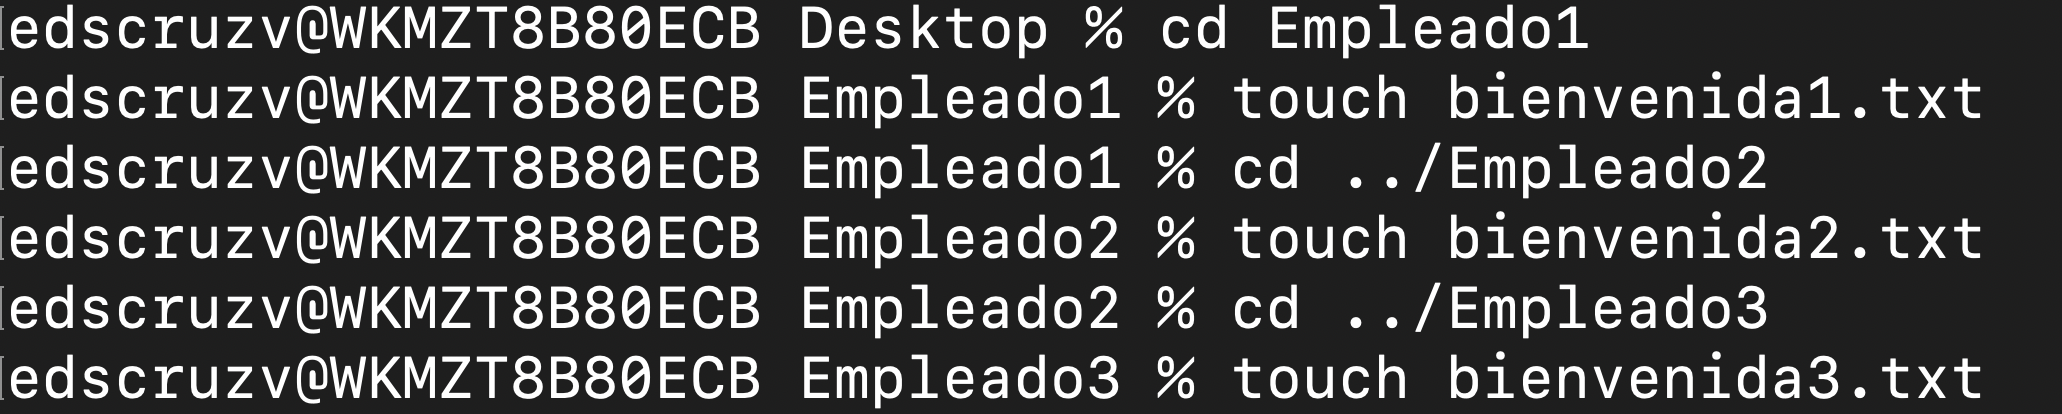 edscruzv@WKMZT8B80ECB Desktop % cd Empleado1
edscruzv@WKMZT8B80ECB Empleado1 % touch bienvenida1.txt
edscruzv@WKMZT8B80ECB Empleado1 % cd ../Empleado2
edscruzv@WKMZT8B80ECB Empleado2 % touch bienvenida2.txt
edscruzv@WKMZT8B80ECB Empleado2 % cd ../Empleado3
edscruzv@WKMZT8B80ECB Empleado3 % touch bienvenida3.txt